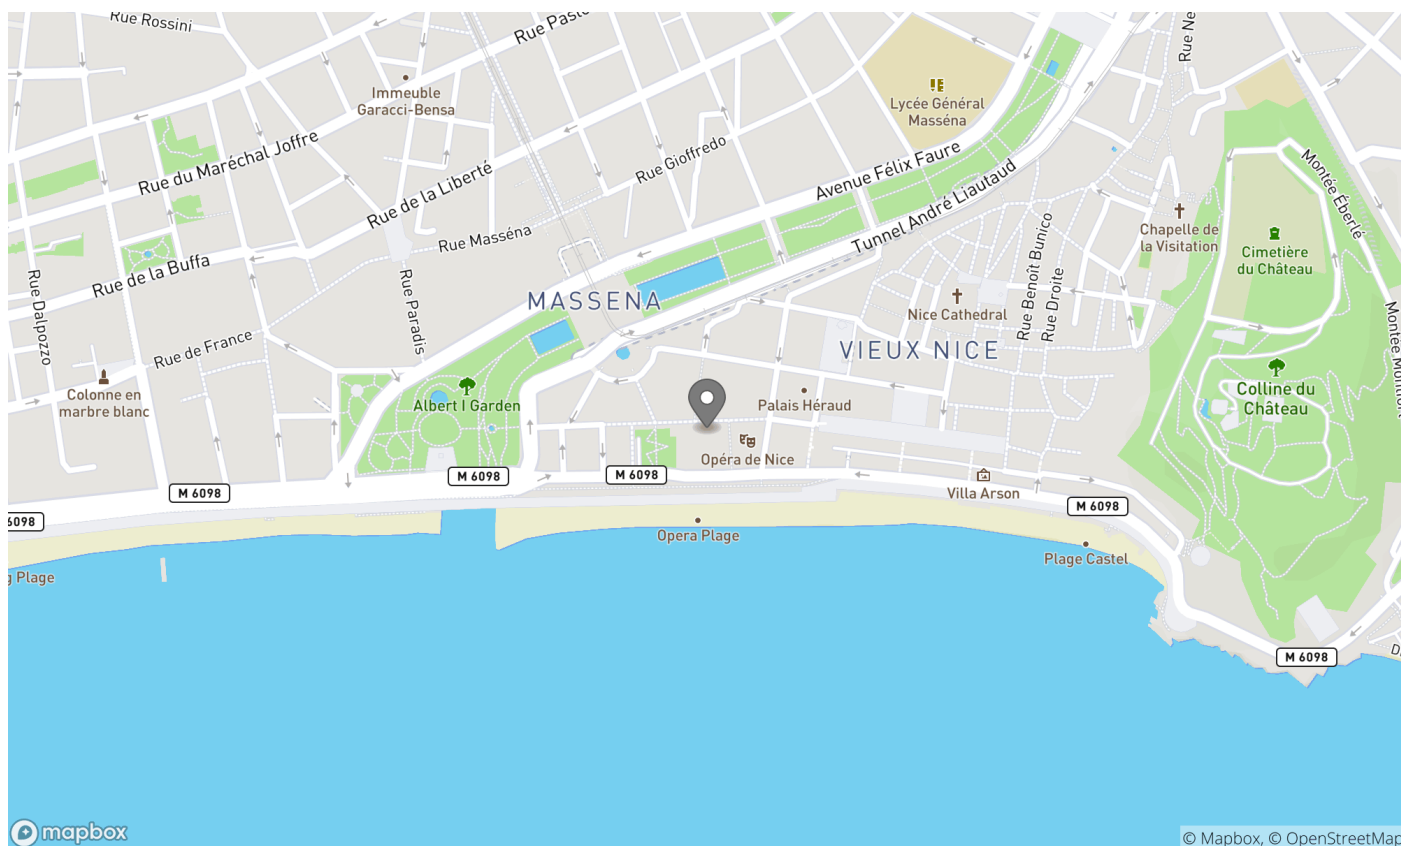 Rue Rossini
Rue Pasto
Rue Ne
Immeuble
Garacci-Bensa
Lycée Général
Masséna
Rue du Maréchal Joffre
Rue de la Liberté
Rue Gioffredo
Avenue Félix Faure
Tunnel André Liautaud
Montée Éberlé
Rue Masséna
Rue de la Buffa
Rue Benoît Bunico
Rue Droite
Chapelle de
la Visitation
Cimetière
du Château
Rue Dalpozzo
Rue Paradis
MASSENA
Nice Cathedral
VIEUX NICE
Montée Montfort
Rue de France
Colonne en
marbre blanc
Albert I Garden
Palais Héraud
Colline du
Château
Opéra de Nice
M 6098
M 6098
M 6098
Villa Arson
M 6098
6098
Opera Plage
Plage Castel
g Plage
M 6098
D
mapbox
© Mapbox, © OpenStreetMap